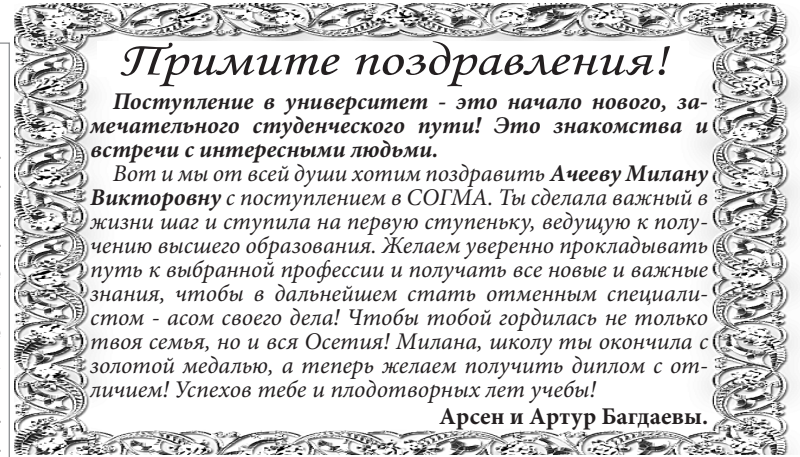 Примите поздравления!
Поступление в университет - это начало нового, за-
мечательного студенческого пути! Это знакомства и
встречи с интересными людьми.
Вот и мы от всей души хотим поздравить Ачееву Милану
Викторовну с поступлением в СОГМА. Ты сделала важный в
жизни шаг и ступила на первую ступеньку, ведущую к полу-
чению высшего образования. Желаем уверенно прокладывать
путь к выбранной профессии и получать все новые и важные
знания, чтобы в дальнейшем стать отменным специали-
стом - асом своего дела! Чтобы тобой гордилась не только
твоя семья, но и вся Осетия! Милана, школу ты окончила с
золотой медалью, а теперь желаем получить диплом с от-
личием! Успехов тебе и плодотворных лет учебы!
Арсен и Артур Багдаевы.